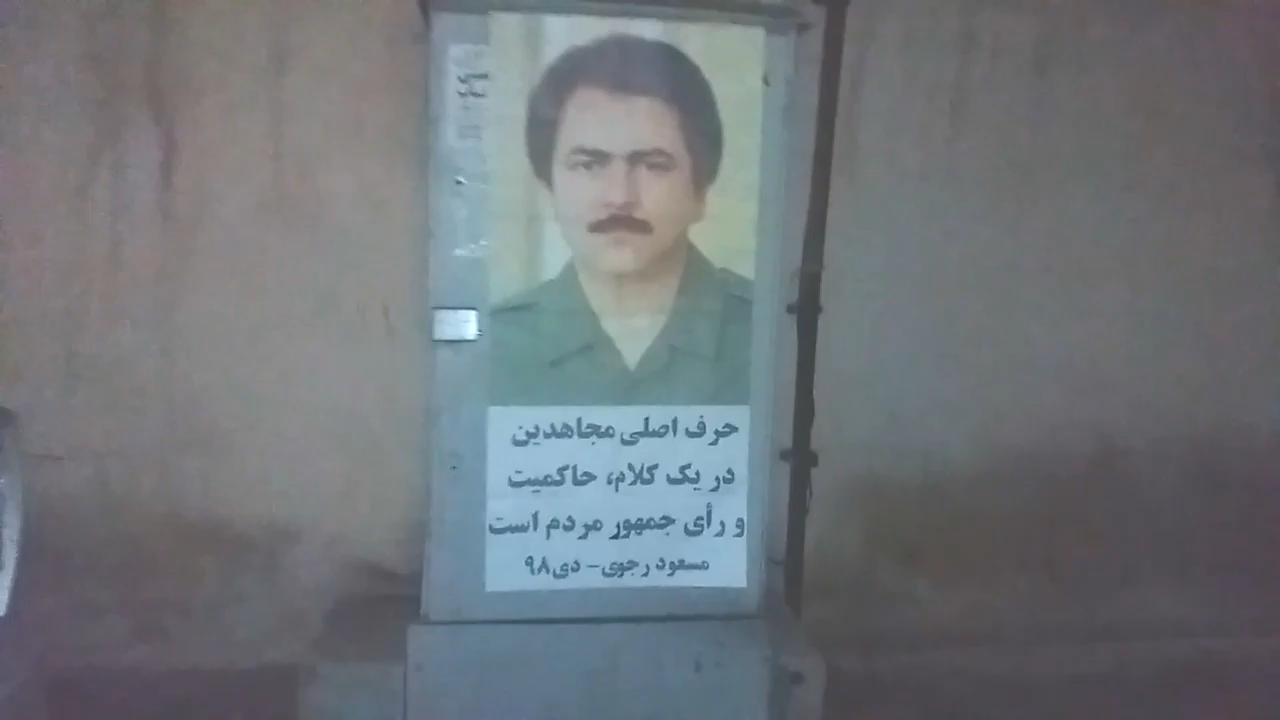 حرف اصلی مجاهدین
در یک کلام، حاکمیت
و رأی جمهور مردم است
مسعود رجوی- دی۹۸